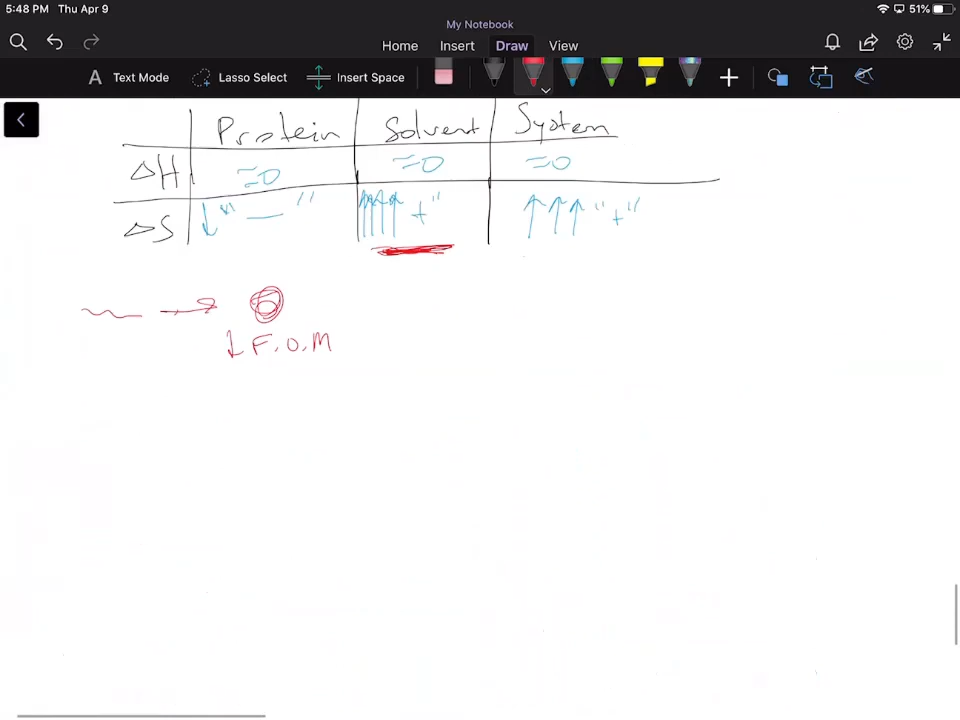 5:48 PM Thu Apr 9 51%
My Notebook
Home Insert Draw View
A Text Mode Lasso Select Insert Space
Protein Solvent System
ΔH =0 =0 =0
ΔS ↓ "—" ↑↑↑↑ +" ↑↑↑ "+"
↓ F.O.M